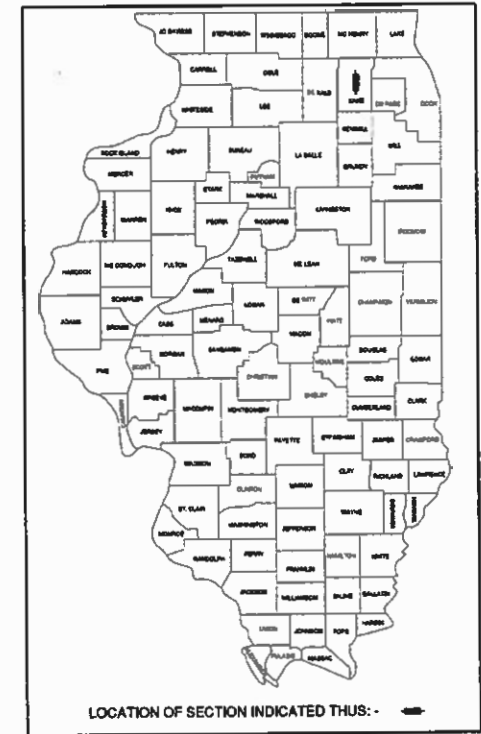 JO DAVIESS STEPHENSON WINNEBAGO BOONE MC HENRY LAKE
CARROLL OGLE DE KALB KANE DU PAGE COOK
WHITESIDE LEE KENDALL WILL
ROCK ISLAND HENRY BUREAU LA SALLE GRUNDY
MERCER PUTNAM KANKAKEE
STARK MARSHALL LIVINGSTON
HENDERSON WARREN KNOX PEORIA WOODFORD IROQUOIS
HANCOCK MC DONOUGH FULTON TAZEWELL MC LEAN FORD
SCHUYLER MASON LOGAN DE WITT CHAMPAIGN VERMILION
ADAMS BROWN CASS MENARD MACON PIATT
PIKE SCOTT MORGAN SANGAMON MOULTRIE DOUGLAS EDGAR
CHRISTIAN COLES
GREENE MACOUPIN MONTGOMERY SHELBY CUMBERLAND CLARK
CALHOUN JERSEY FAYETTE EFFINGHAM JASPER CRAWFORD
MADISON BOND CLAY RICHLAND LAWRENCE
CLINTON MARION
ST. CLAIR WAYNE EDWARDS WABASH
MONROE WASHINGTON JEFFERSON
RANDOLPH PERRY HAMILTON WHITE
FRANKLIN
JACKSON WILLIAMSON SALINE GALLATIN
UNION JOHNSON POPE HARDIN
PULASKI MASSAC
LOCATION OF SECTION INDICATED THUS: -